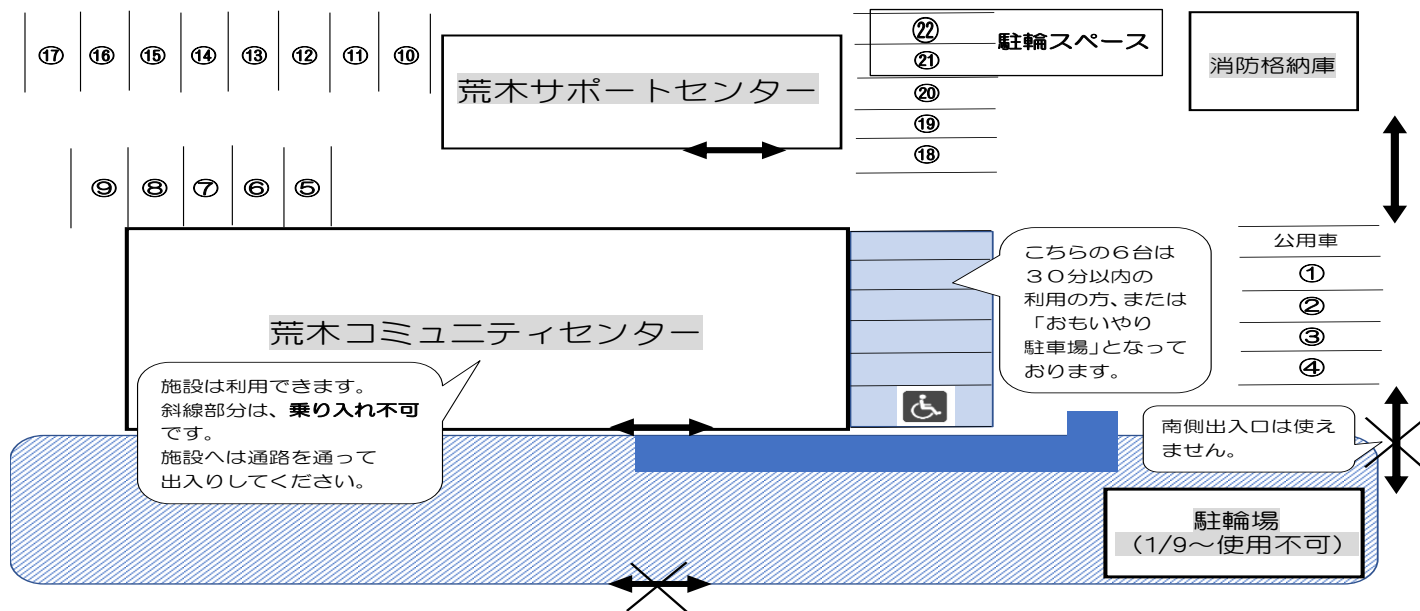 ⑰ ⑯ ⑮ ⑭ ⑬ ⑫ ⑪ ⑩
荒木サポートセンター
㉒
㉑
⑳
⑲
⑱
駐輪スペース
消防格納庫
⑨ ⑧ ⑦ ⑥ ⑤
荒木コミュニティセンター
こちらの6台は
30分以内の
利用の方、または
「おもいやり
駐車場」となって
おります。
公用車
①
②
③
④
施設は利用できます。
斜線部分は、乗り入れ不可
です。
施設へは通路を通って
出入りしてください。
南側出入口は使え
ません。
駐輪場
(1/9～使用不可)